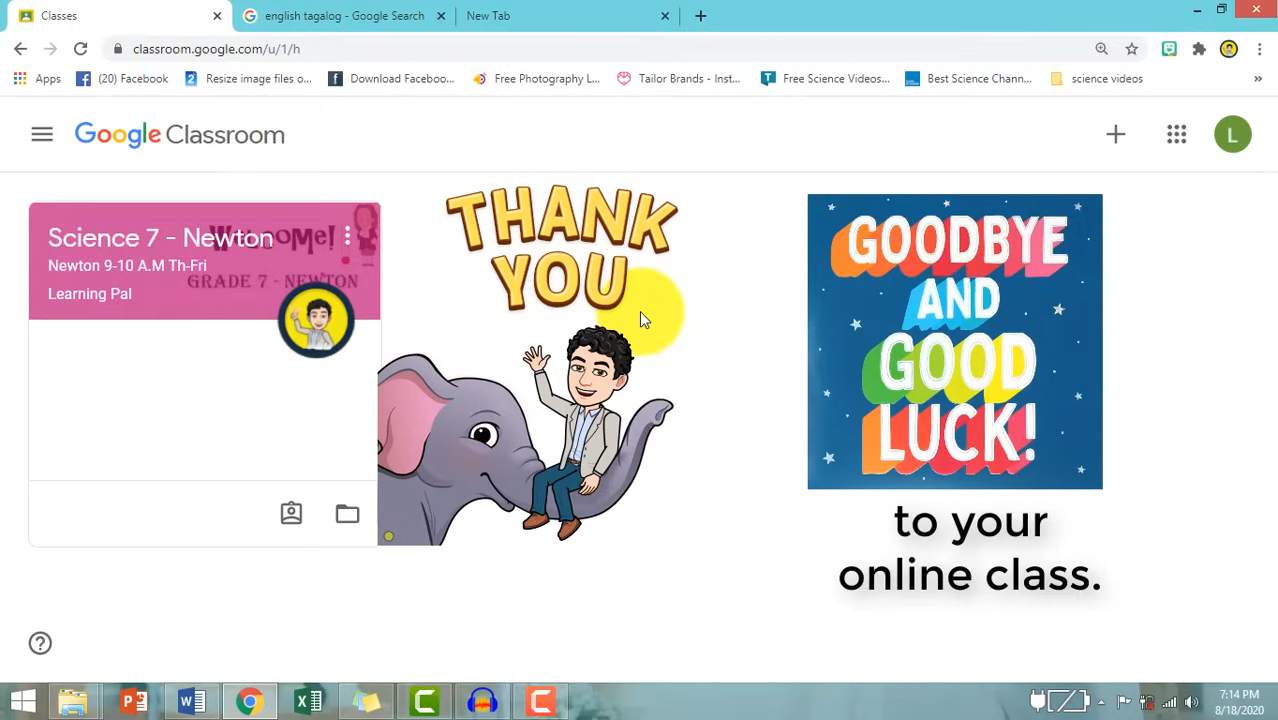 Classes
english tagalog - Google Search
New Tab
classroom.google.com/u/1/h
Apps
(20) Facebook
Resize image files o...
Download Faceboo...
Free Photography L...
Tailor Brands - Inst...
Free Science Videos...
Best Science Chann...
science videos
Google Classroom
L
Science 7 - Newton
Welcome!
Newton 9-10 A.M Th-Fri
GRADE 7 - NEWTON
Learning Pal
THANK
YOU
GOODBYE
AND
GOOD
LUCK!
to your
online class.
7:14 PM
8/18/2020